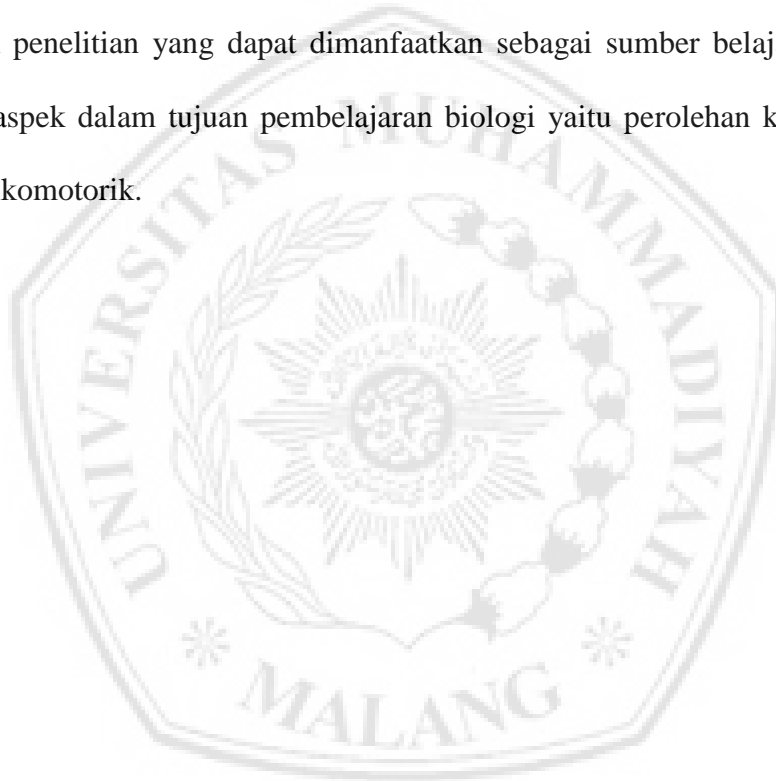 penelitian yang dapat dimanfaatkan sebagai sumber belaj
aspek dalam tujuan pembelajaran biologi yaitu perolehan k
komotorik.
UNIVERSITAS MUHAMMADIYAH
MALANG